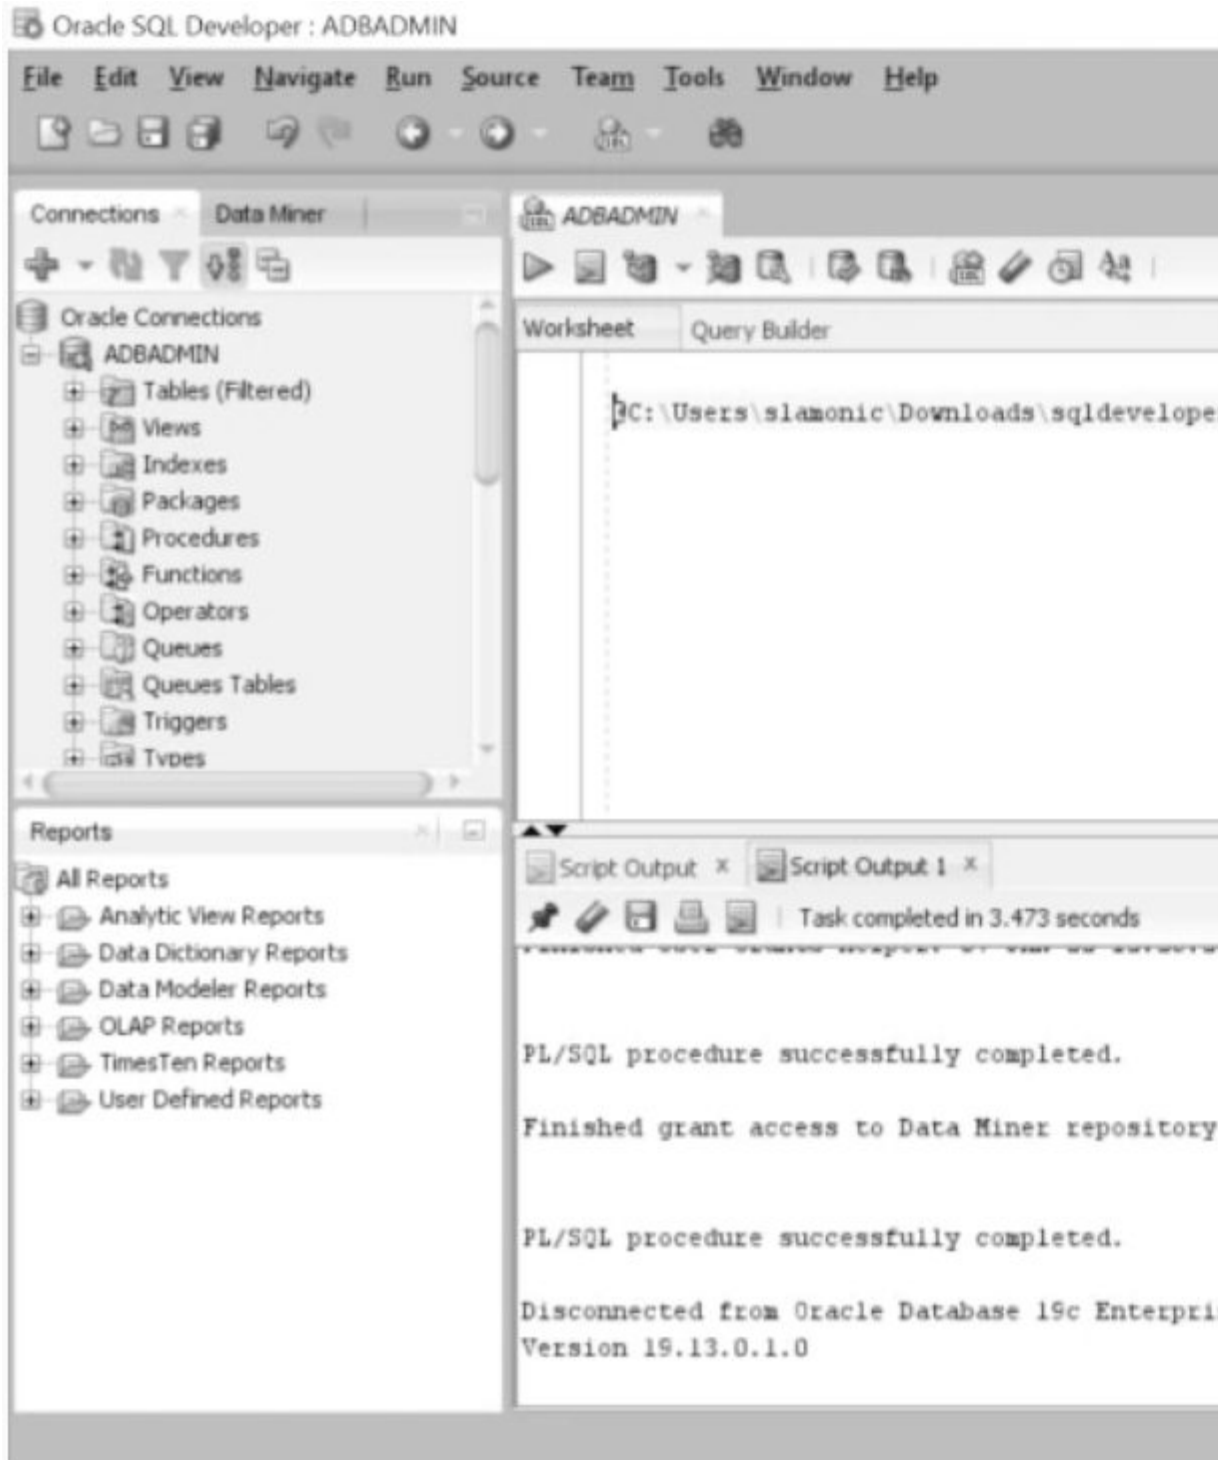 Oracle SQL Developer : ADBADMIN
File Edit View Navigate Run Source Team Tools Window Help
Connections Data Miner
Oracle Connections
ADBADMIN
Tables (Filtered)
Views
Indexes
Packages
Procedures
Functions
Operators
Queues
Queues Tables
Triggers
Types
Reports
All Reports
Analytic View Reports
Data Dictionary Reports
Data Modeler Reports
OLAP Reports
TimesTen Reports
User Defined Reports
ADBADMIN
Worksheet Query Builder
@C:\Users\slamonic\Downloads\sqldevelope
Script Output x Script Output 1 x
Task completed in 3.473 seconds
PL/SQL procedure successfully completed.
Finished grant access to Data Miner repository
PL/SQL procedure successfully completed.
Disconnected from Oracle Database 19c Enterpri
Version 19.13.0.1.0